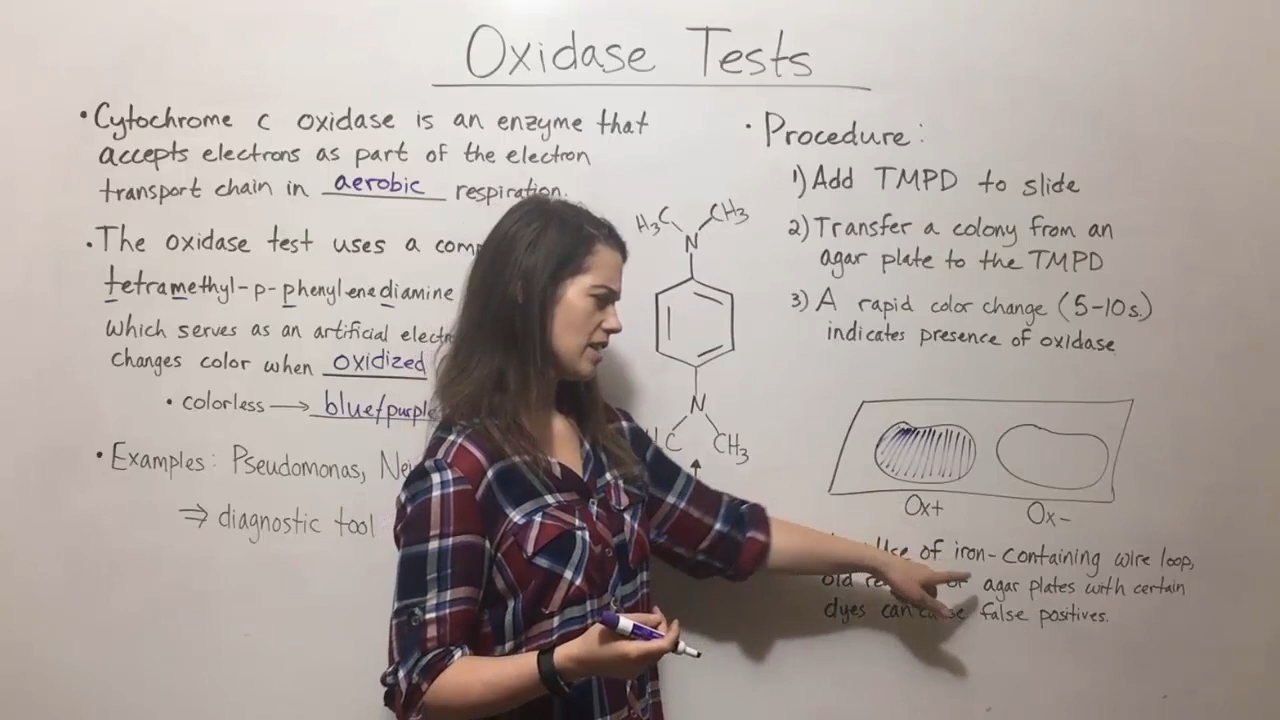 Oxidase Tests
• Cytochrome c oxidase is an enzyme that
accepts electrons as part of the electron
transport chain in aerobic respiration.
• The oxidase test uses a
tetramethyl-p-phenylenediamine
which serves as an artificial
changes color when oxidized
• colorless → blue/purple
• Examples: Pseudomonas,
⇒ diagnostic tool
H3C CH3
N
N
CH3
• Procedure:
1) Add TMPD to slide
2) Transfer a colony from an
agar plate to the TMPD
3) A rapid color change (5-10s.)
indicates presence of oxidase
Ox+ Ox-
Use of iron-containing wire loop,
old agar plates with certain
dyes can cause false positives.